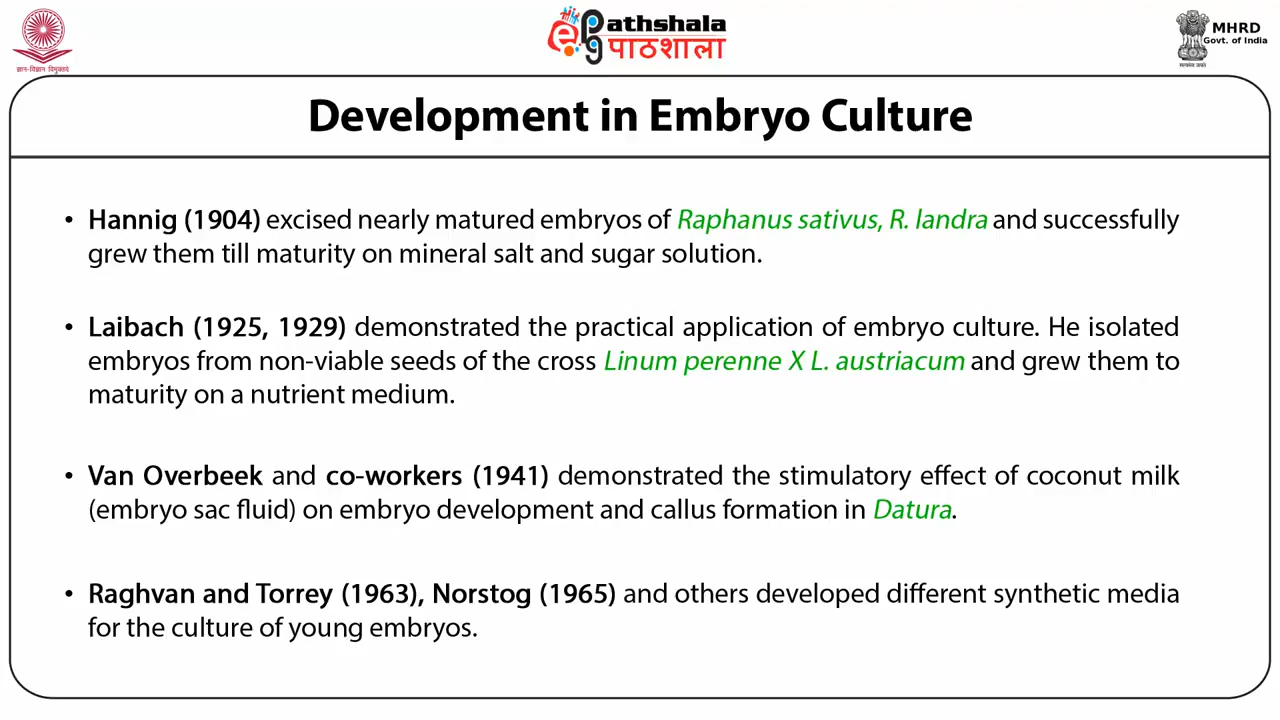 ज्ञान-विज्ञान विमुक्तये
ePathshala
पाठशाला
सत्यमेव जयते
MHRD
Govt. of India
Development in Embryo Culture
• Hannig (1904) excised nearly matured embryos of Raphanus sativus, R. landra and successfully
grew them till maturity on mineral salt and sugar solution.
• Laibach (1925, 1929) demonstrated the practical application of embryo culture. He isolated
embryos from non-viable seeds of the cross Linum perenne X L. austriacum and grew them to
maturity on a nutrient medium.
• Van Overbeek and co-workers (1941) demonstrated the stimulatory effect of coconut milk
(embryo sac fluid) on embryo development and callus formation in Datura.
• Raghvan and Torrey (1963), Norstog (1965) and others developed different synthetic media
for the culture of young embryos.